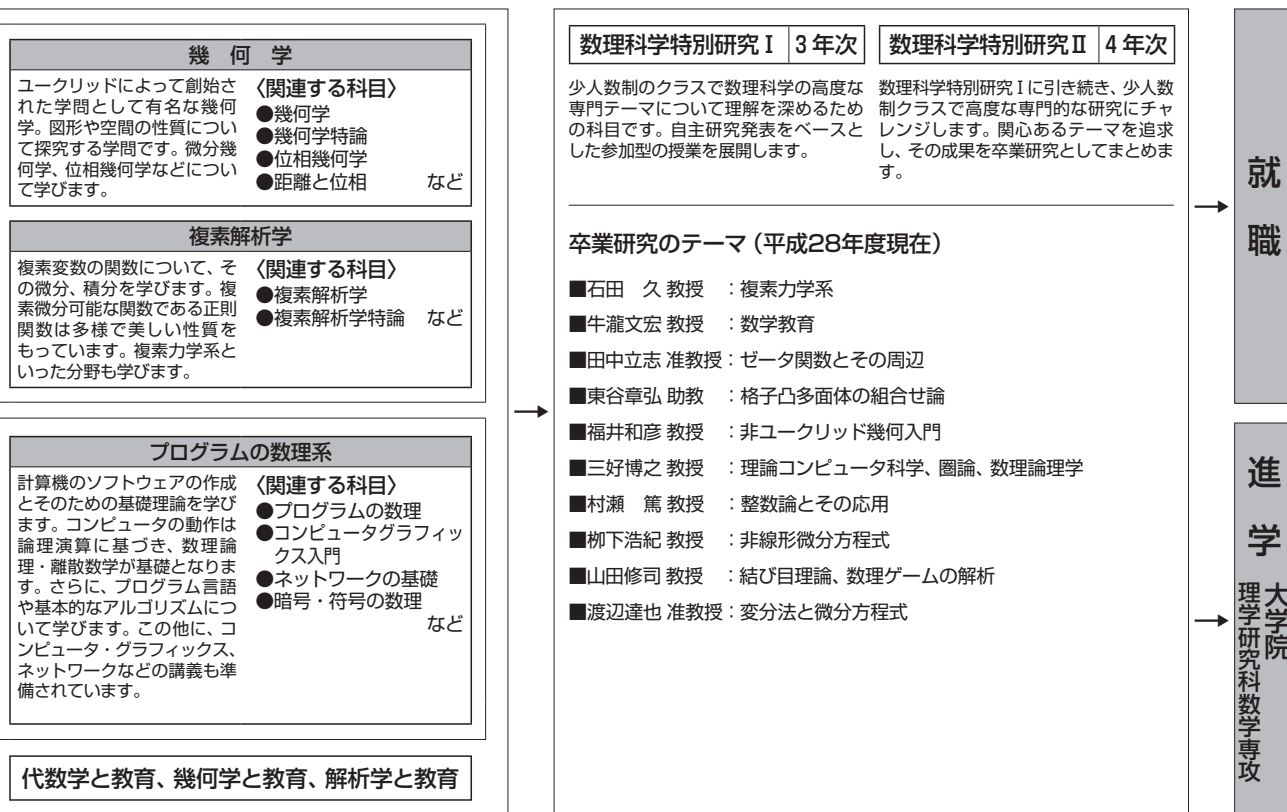 幾 何 学
ユークリッドによって創始さ
れた学問として有名な幾何
学。図形や空間の性質につい
て探究する学問です。微分幾
何学、位相幾何学などについ
て学びます。
〈関連する科目〉
●幾何学
●幾何学特論
●位相幾何学
●距離と位相 など
複素解析学
複素変数の関数について、そ
の微分、積分を学びます。複
素微分可能な関数である正則
関数は多様で美しい性質を
もっています。複素力学系と
いった分野も学びます。
〈関連する科目〉
●複素解析学
●複素解析学特論 など
プログラムの数理系
計算機のソフトウェアの作成
とそのための基礎理論を学び
ます。コンピュータの動作は
論理演算に基づき、数理論
理・離散数学が基礎となりま
す。さらに、プログラム言語
や基本的なアルゴリズムにつ
いて学びます。この他に、コ
ンピュータ・グラフィックス、
ネットワークなどの講義も準
備されています。
〈関連する科目〉
●プログラムの数理
●コンピュータグラフィッ
クス入門
●ネットワークの基礎
●暗号・符号の数理
など
代数学と教育、幾何学と教育、解析学と教育
数理科学特別研究Ⅰ 3年次
少人数制のクラスで数理科学の高度な
専門テーマについて理解を深めるため
の科目です。自主研究発表をベースと
した参加型の授業を展開します。
数理科学特別研究Ⅱ 4年次
数理科学特別研究Ⅰに引き続き、少人数
制クラスで高度な専門的な研究にチャ
レンジします。関心あるテーマを追求
し、その成果を卒業研究としてまとめま
す。
卒業研究のテーマ（平成28年度現在）
■石田 久 教授 ：複素力学系
■牛瀧文宏 教授 ：数学教育
■田中立志 准教授：ゼータ関数とその周辺
■東谷章弘 助教 ：格子凸多面体の組合せ論
■福井和彦 教授 ：非ユークリッド幾何入門
■三好博之 教授 ：理論コンピュータ科学、圏論、数理論理学
■村瀬 篤 教授 ：整数論とその応用
■栁下浩紀 教授 ：非線形微分方程式
■山田修司 教授 ：結び目理論、数理ゲームの解析
■渡辺達也 准教授：変分法と微分方程式
→
→
→
就 職
進 学
大学院
理学研究科数学専攻